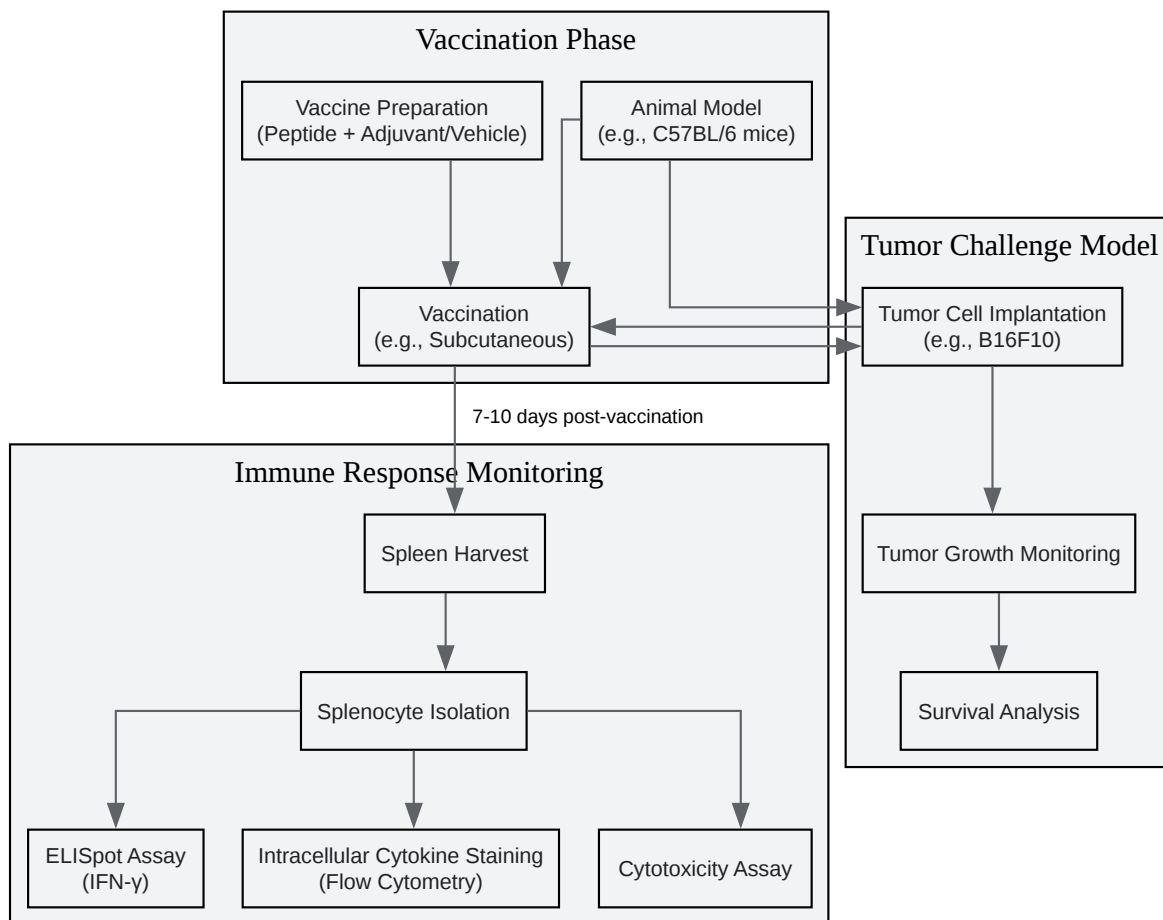 Vaccination Phase
Vaccine Preparation
(Peptide + Adjuvant/Vehicle)
Animal Model
(e.g., C57BL/6 mice)
Vaccination
(e.g., Subcutaneous)
7-10 days post-vaccination
Tumor Challenge Model
Tumor Cell Implantation
(e.g., B16F10)
Tumor Growth Monitoring
Survival Analysis
Immune Response Monitoring
Spleen Harvest
Splenocyte Isolation
ELISpot Assay
(IFN-γ)
Intracellular Cytokine Staining
(Flow Cytometry)
Cytotoxicity Assay